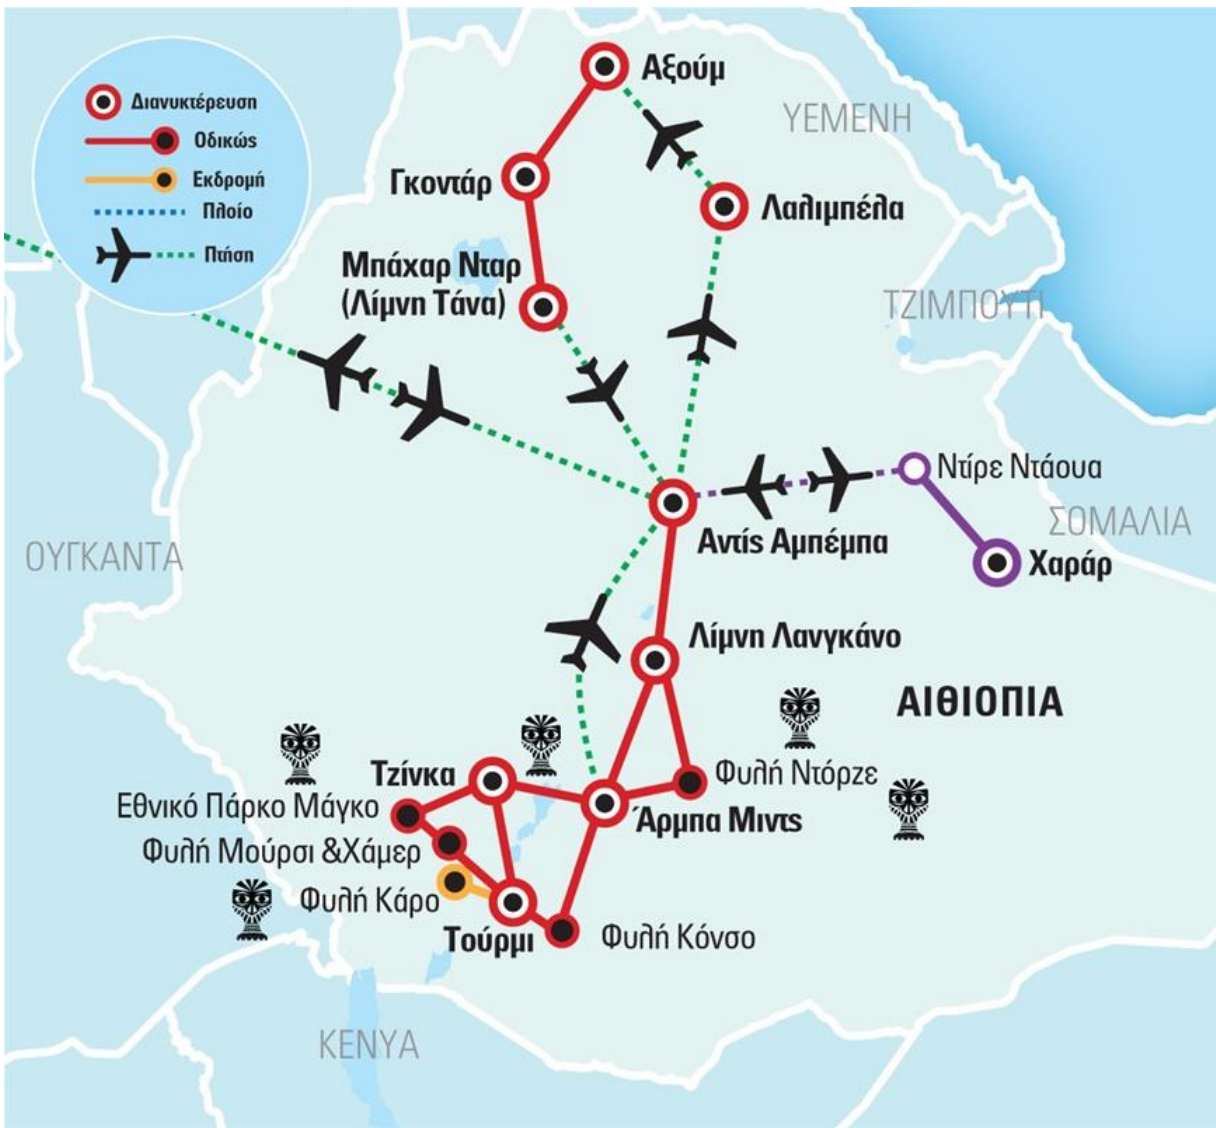 Διανυκτέρευση
Οδικώς
Εκδρομή
Πλοίο
Πτήση
Αξούμ
ΥΕΜΕΝΗ
Γκοντάρ
Λαλιμπέλα
Μπάχαρ Νταρ
(Λίμνη Τάνα)
ΤΖΙΜΠΟΥΤΙ
Ντίρε Ντάουα
ΣΟΜΑΛΙΑ
Αντίς Αμπέμπα
ΟΥΓΚΑΝΤΑ
Χαράρ
Λίμνη Λανγκάνο
ΑΙΘΙΟΠΙΑ
Τζίνκα
Φυλή Ντόρζε
Εθνικό Πάρκο Μάγκο
Άρμπα Μιντς
Φυλή Μούρσι &Χάμερ
Φυλή Κάρο
Τούρμι
Φυλή Κόνσο
ΚΕΝΥΑ